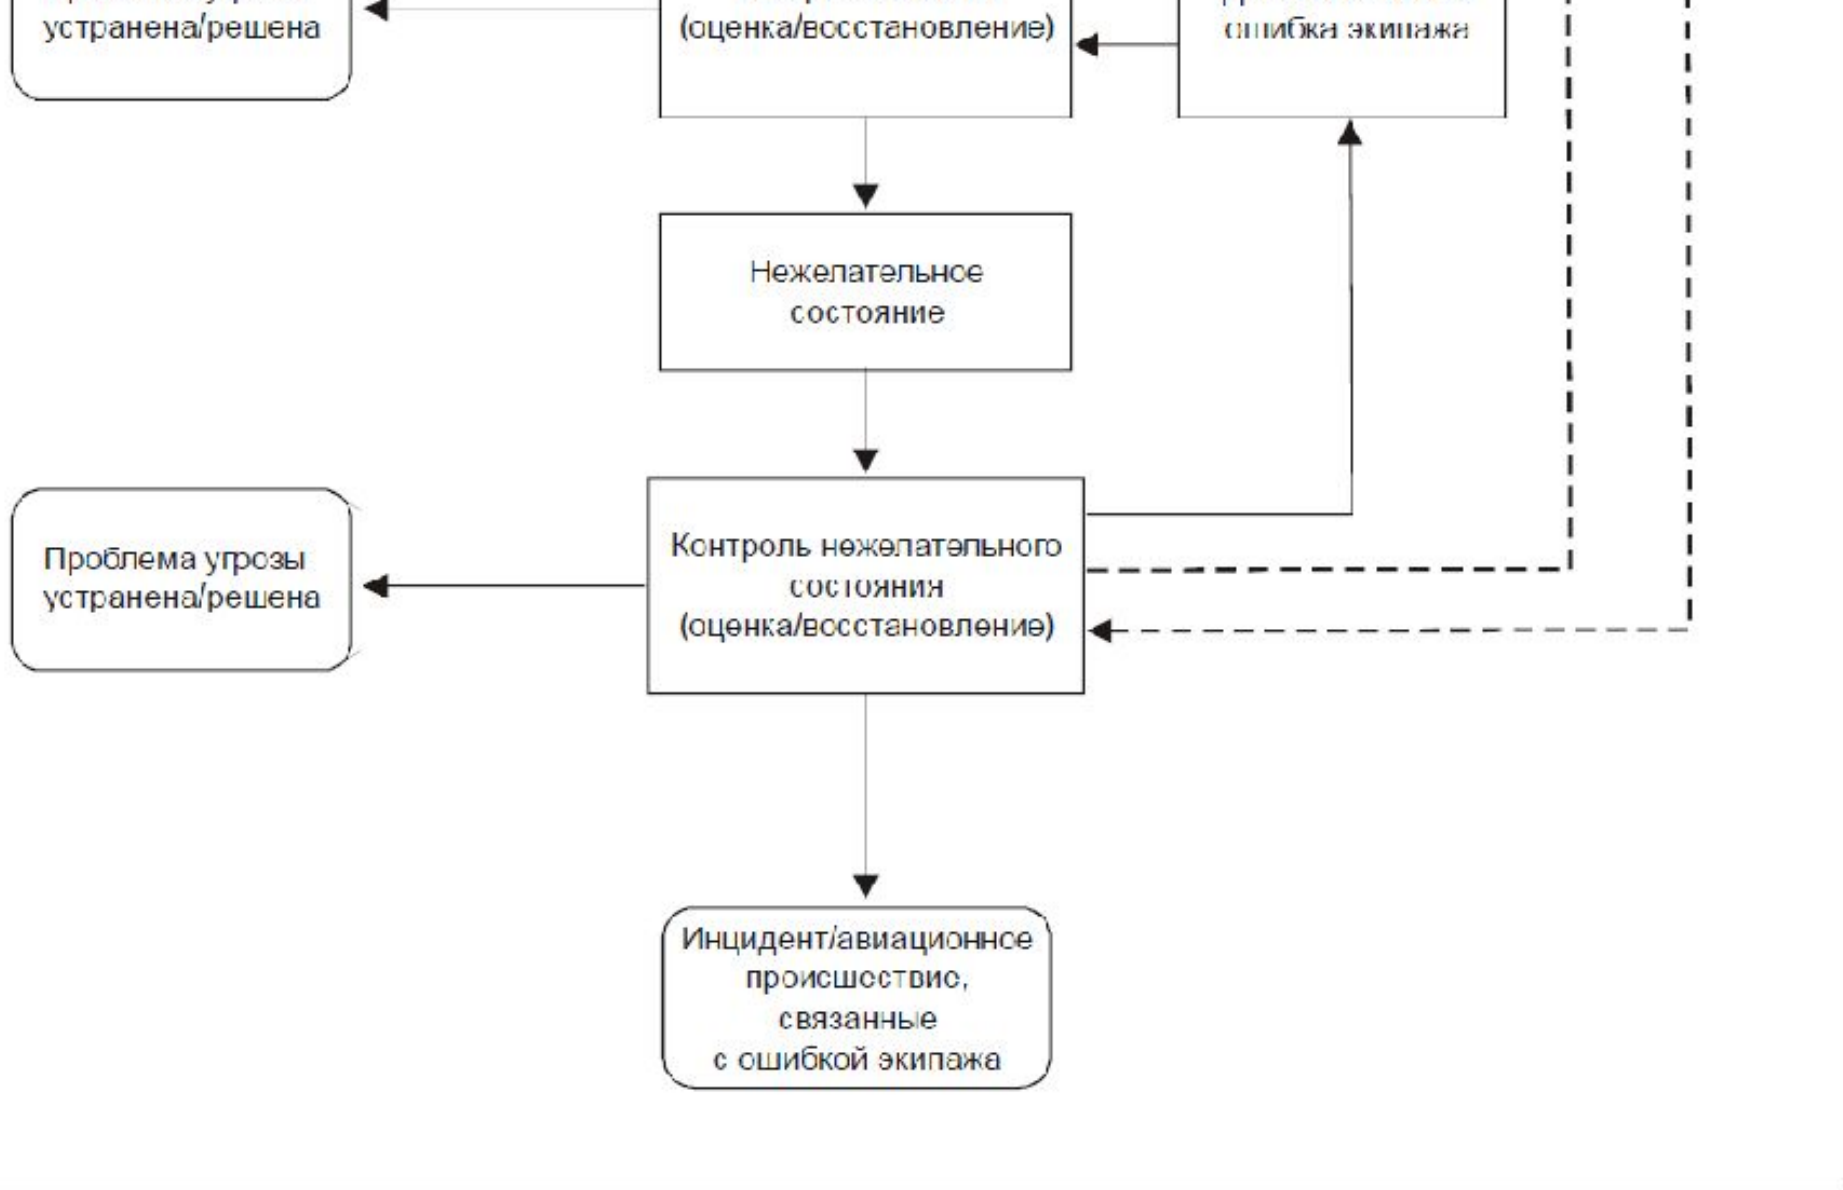 устранена/решена
(оценка/восстановление)
ошибка экипажа
Нежелательное
состояние
Проблема угрозы
устранена/решена
Контроль нежелательного
состояния
(оценка/восстановление)
Инцидент/авиационное
происшествие,
связанные
с ошибкой экипажа